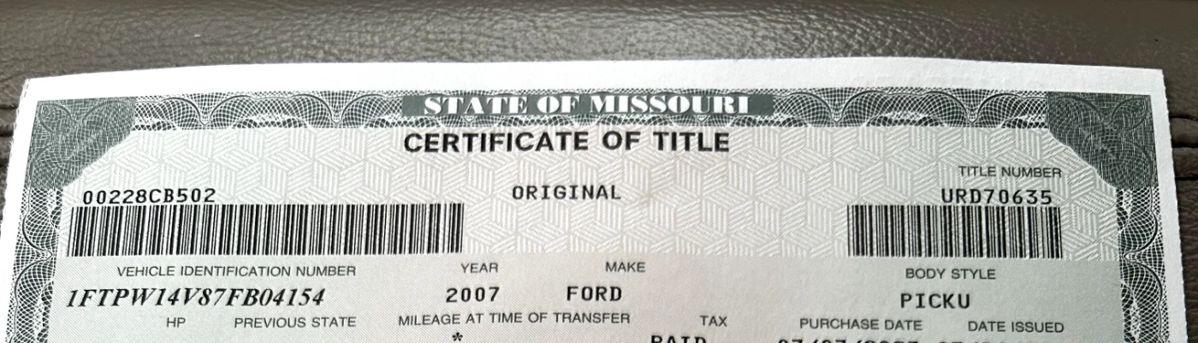 STATE OF MISSOURI
CERTIFICATE OF TITLE
TITLE NUMBER
00228CB502 ORIGINAL URD70635
VEHICLE IDENTIFICATION NUMBER YEAR MAKE BODY STYLE
1FTPW14V87FB04154 2007 FORD PICKU
HP PREVIOUS STATE MILEAGE AT TIME OF TRANSFER TAX PURCHASE DATE DATE ISSUED
* PAID